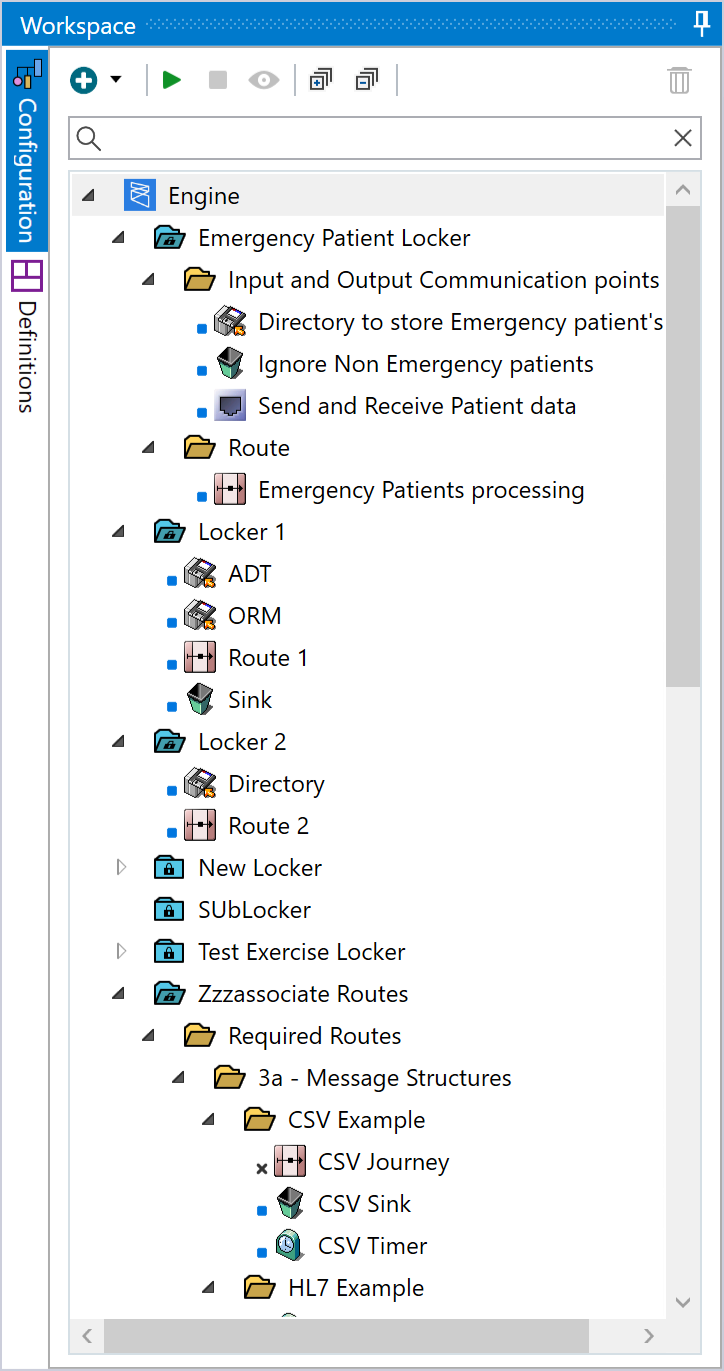 Workspace
Configuration
Definitions
Engine
Emergency Patient Locker
Input and Output Communication points
Directory to store Emergency patient's
Ignore Non Emergency patients
Send and Receive Patient data
Route
Emergency Patients processing
Locker 1
ADT
ORM
Route 1
Sink
Locker 2
Directory
Route 2
New Locker
SUbLocker
Test Exercise Locker
Zzzassociate Routes
Required Routes
3a - Message Structures
CSV Example
CSV Journey
CSV Sink
CSV Timer
HL7 Example